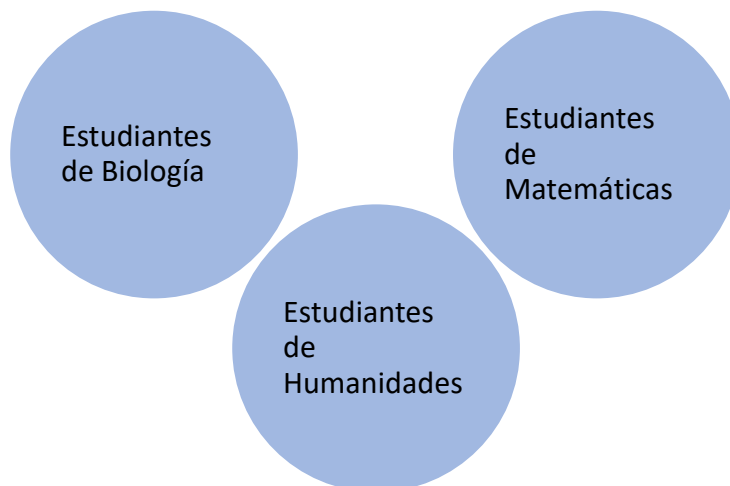 Estudiantes
de Biología
Estudiantes
de
Matemáticas
Estudiantes
de
Humanidades